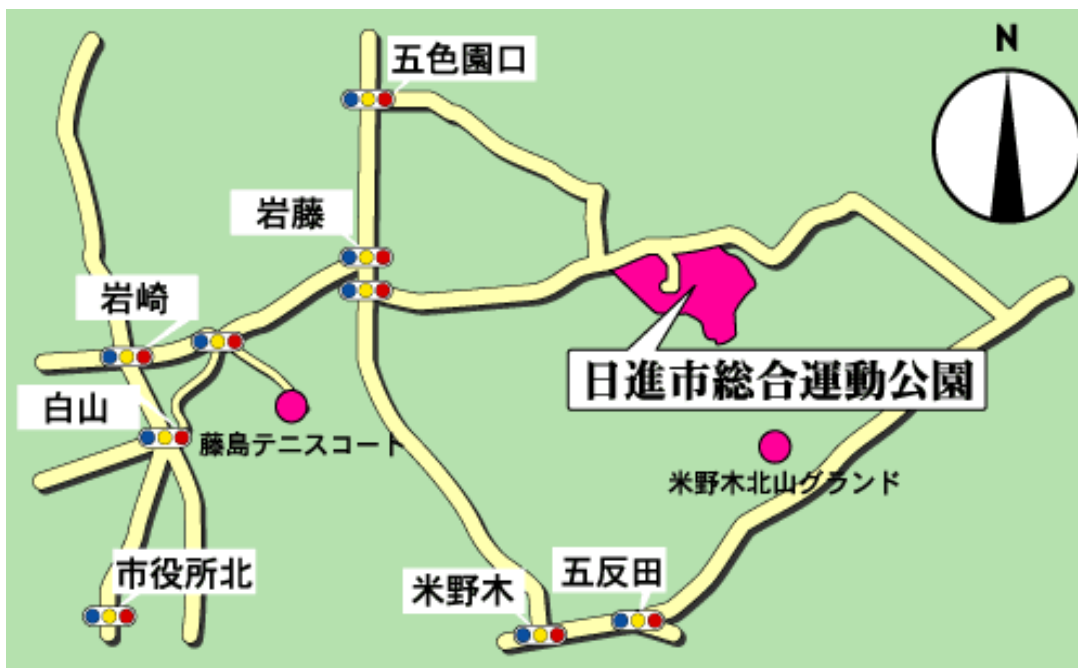 N
五色園口
岩藤
岩崎
日進市総合運動公園
白山
藤島テニスコート
米野木北山グランド
市役所北
五反田
米野木